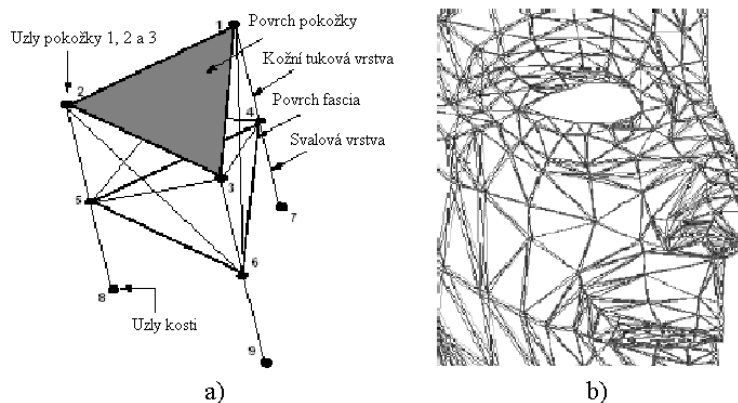 1
Povrch pokožky
Uzly pokožky 1, 2 a 3
Kožní tuková vrstva
2
Povrch fascia
4
Svalová vrstva
3
5
7
6
8
Uzly kosti
9
a)
b)